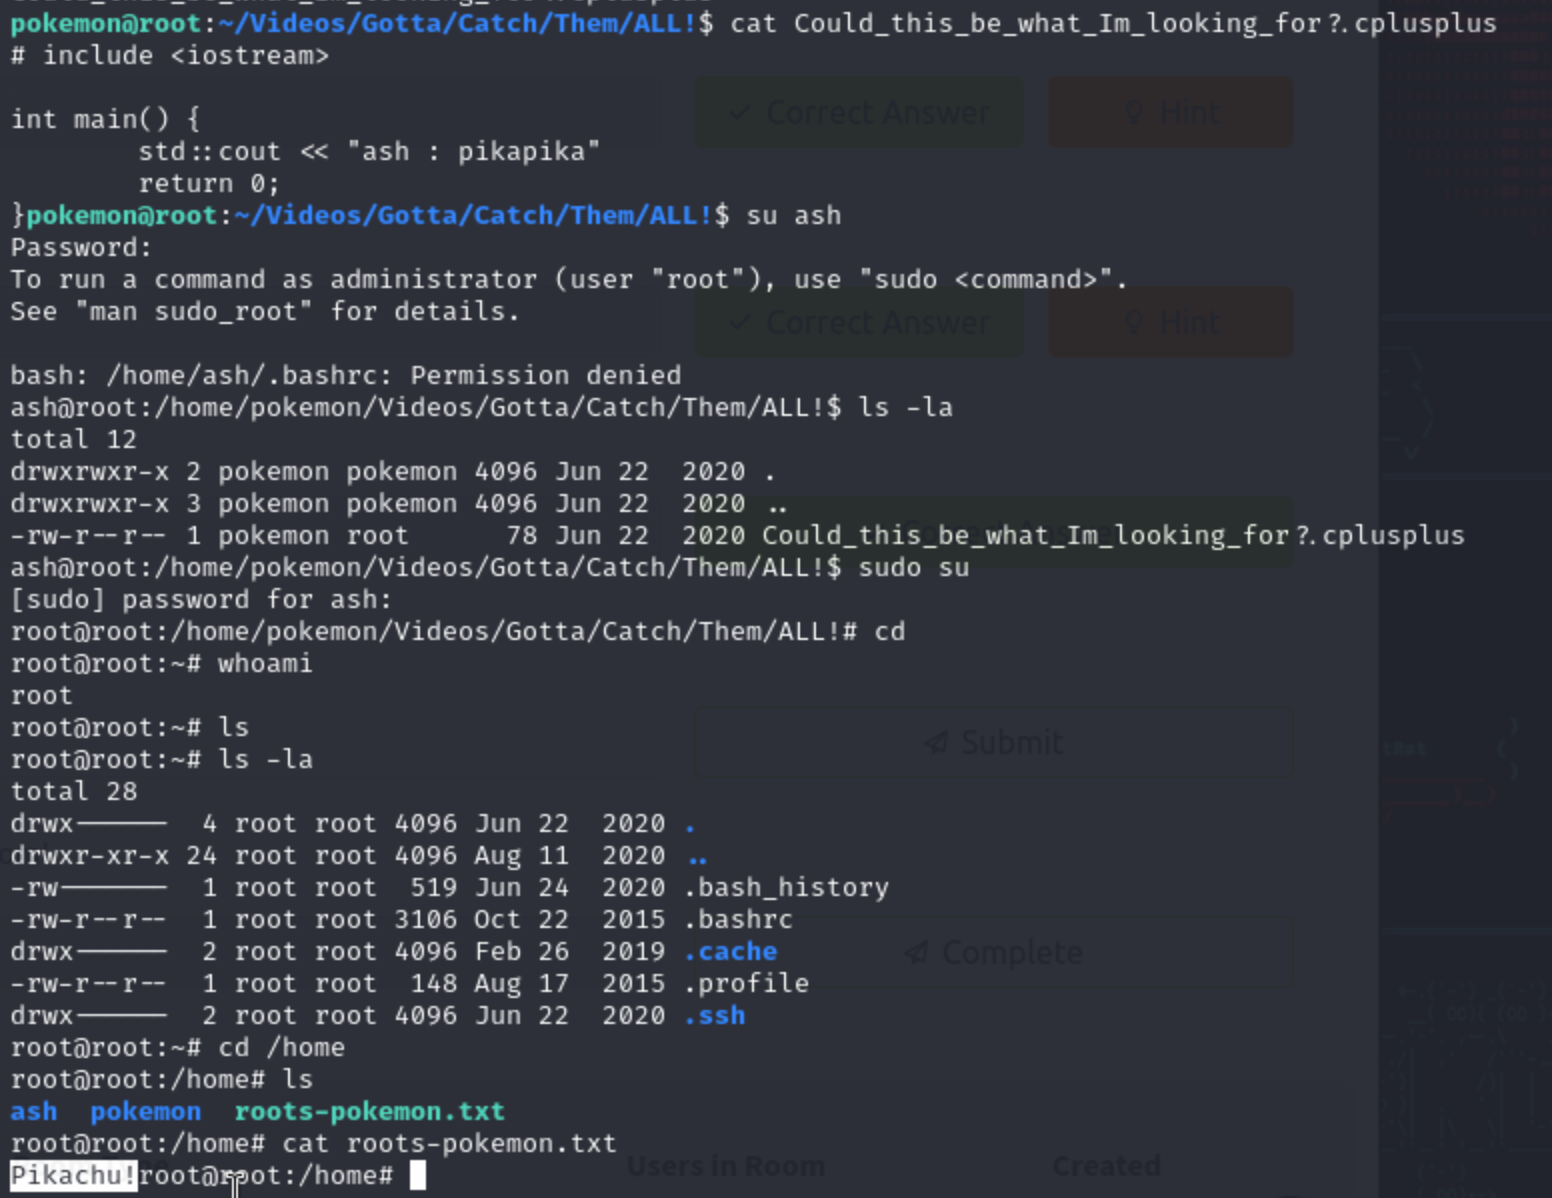 pokemon@root:~/Videos/Gotta/Catch/Them/ALL!$ cat Could_this_be_what_Im_looking_for?.cplusplus
# include <iostream>
Correct Answer
Hint
int main() {
        std::cout << "ash : pikapika"
        return 0;
}pokemon@root:~/Videos/Gotta/Catch/Them/ALL!$ su ash
Password:
To run a command as administrator (user "root"), use "sudo <command>".
See "man sudo_root" for details.
Correct Answer
Hint
bash: /home/ash/.bashrc: Permission denied
ash@root:/home/pokemon/Videos/Gotta/Catch/Them/ALL!$ ls -la
total 12
drwxrwxr-x 2 pokemon pokemon 4096 Jun 22  2020 .
drwxrwxr-x 3 pokemon pokemon 4096 Jun 22  2020 ..
-rw-r--r-- 1 pokemon root      78 Jun 22  2020 Could_this_be_what_Im_looking_for?.cplusplus
ash@root:/home/pokemon/Videos/Gotta/Catch/Them/ALL!$ sudo su
[sudo] password for ash:
root@root:/home/pokemon/Videos/Gotta/Catch/Them/ALL!# cd
root@root:~# whoami
root
root@root:~# ls
Submit
root@root:~# ls -la
total 28
drwx------  4 root root 4096 Jun 22  2020 .
drwxr-xr-x 24 root root 4096 Aug 11  2020 ..
-rw-------  1 root root  519 Jun 24  2020 .bash_history
-rw-r--r--  1 root root 3106 Oct 22  2015 .bashrc
drwx------  2 root root 4096 Feb 26  2019 .cache
Complete
-rw-r--r--  1 root root  148 Aug 17  2015 .profile
drwx------  2 root root 4096 Jun 22  2020 .ssh
root@root:~# cd /home
root@root:/home# ls
ash  pokemon  roots-pokemon.txt
root@root:/home# cat roots-pokemon.txt
Pikachu!root@root:/home#
Users in Room
Created